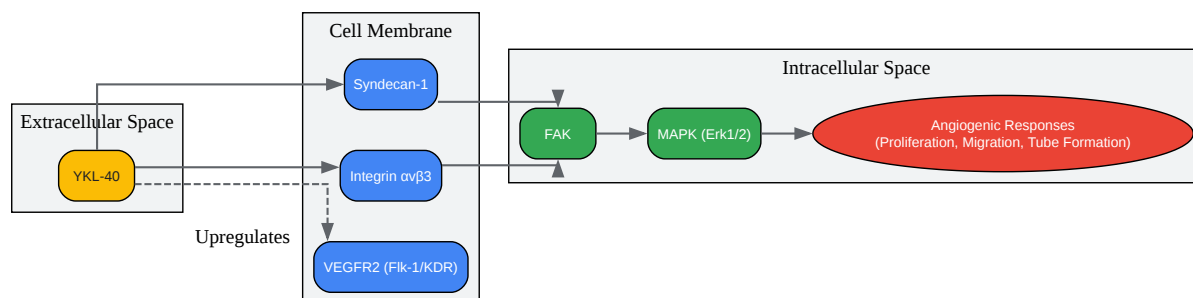 Cell Membrane
Syndecan-1
Intracellular Space
Extracellular Space
FAK
MAPK (Erk1/2)
Angiogenic Responses
(Proliferation, Migration, Tube Formation)
YKL-40
Integrin αvβ3
Upregulates
VEGFR2 (Flk-1/KDR)